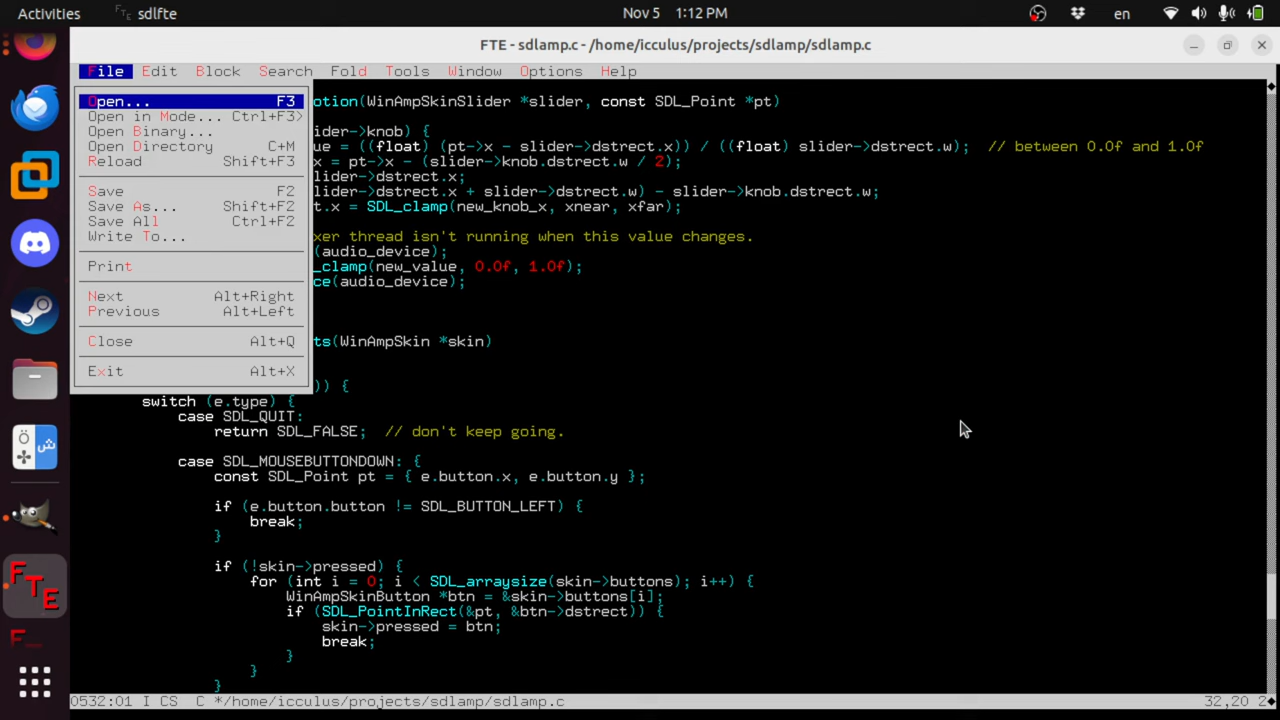 Activities
sdlfte
Nov 5 1:12 PM
en
FTE - sdlamp.c - /home/icculus/projects/sdlamp/sdlamp.c
File Edit Block Search Fold Tools Window Options Help
Open... F3
Open in Mode... Ctrl+F3>
Open Binary...
Open Directory C+M
Reload Shift+F3
Save F2
Save As... Shift+F2
Save All Ctrl+F2
Write To...
Print
Next Alt+Right
Previous Alt+Left
Close Alt+Q
Exit Alt+X
otion(WinAmpSkinSlider *slider, const SDL_Point *pt)
slider->knob) {
ue = ((float) (pt->x - slider->dstrect.x)) / ((float) slider->dstrect.w);  // between 0.0f and 1.0f
x = pt->x - (slider->knob.dstrect.w / 2);
lider->dstrect.x;
lider->dstrect.x + slider->dstrect.w) - slider->knob.dstrect.w;
t.x = SDL_clamp(new_knob_x, xnear, xfar);
xer thread isn't running when this value changes.
(audio_device);
_clamp(new_value, 0.0f, 1.0f);
ce(audio_device);
ts(WinAmpSkin *skin)
)) {
switch (e.type) {
case SDL_QUIT:
return SDL_FALSE;  // don't keep going.
case SDL_MOUSEBUTTONDOWN: {
const SDL_Point pt = { e.button.x, e.button.y };
if (e.button.button != SDL_BUTTON_LEFT) {
break;
}
if (!skin->pressed) {
for (int i = 0; i < SDL_arraysize(skin->buttons); i++) {
WinAmpSkinButton *btn = &skin->buttons[i];
if (SDL_PointInRect(&pt, &btn->dstrect)) {
skin->pressed = btn;
break;
}
}
}
0532:01 I CS  C */home/icculus/projects/sdlamp/sdlamp.c 32,20 2
FTE